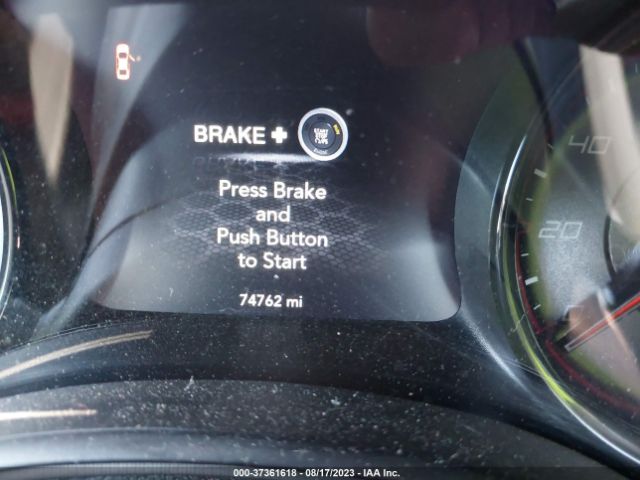 BRAKE + START STOP
Press Brake
and
Push Button
to Start
74762 mi
40
20
000-37361618 - 08/17/2023 - IAA Inc.